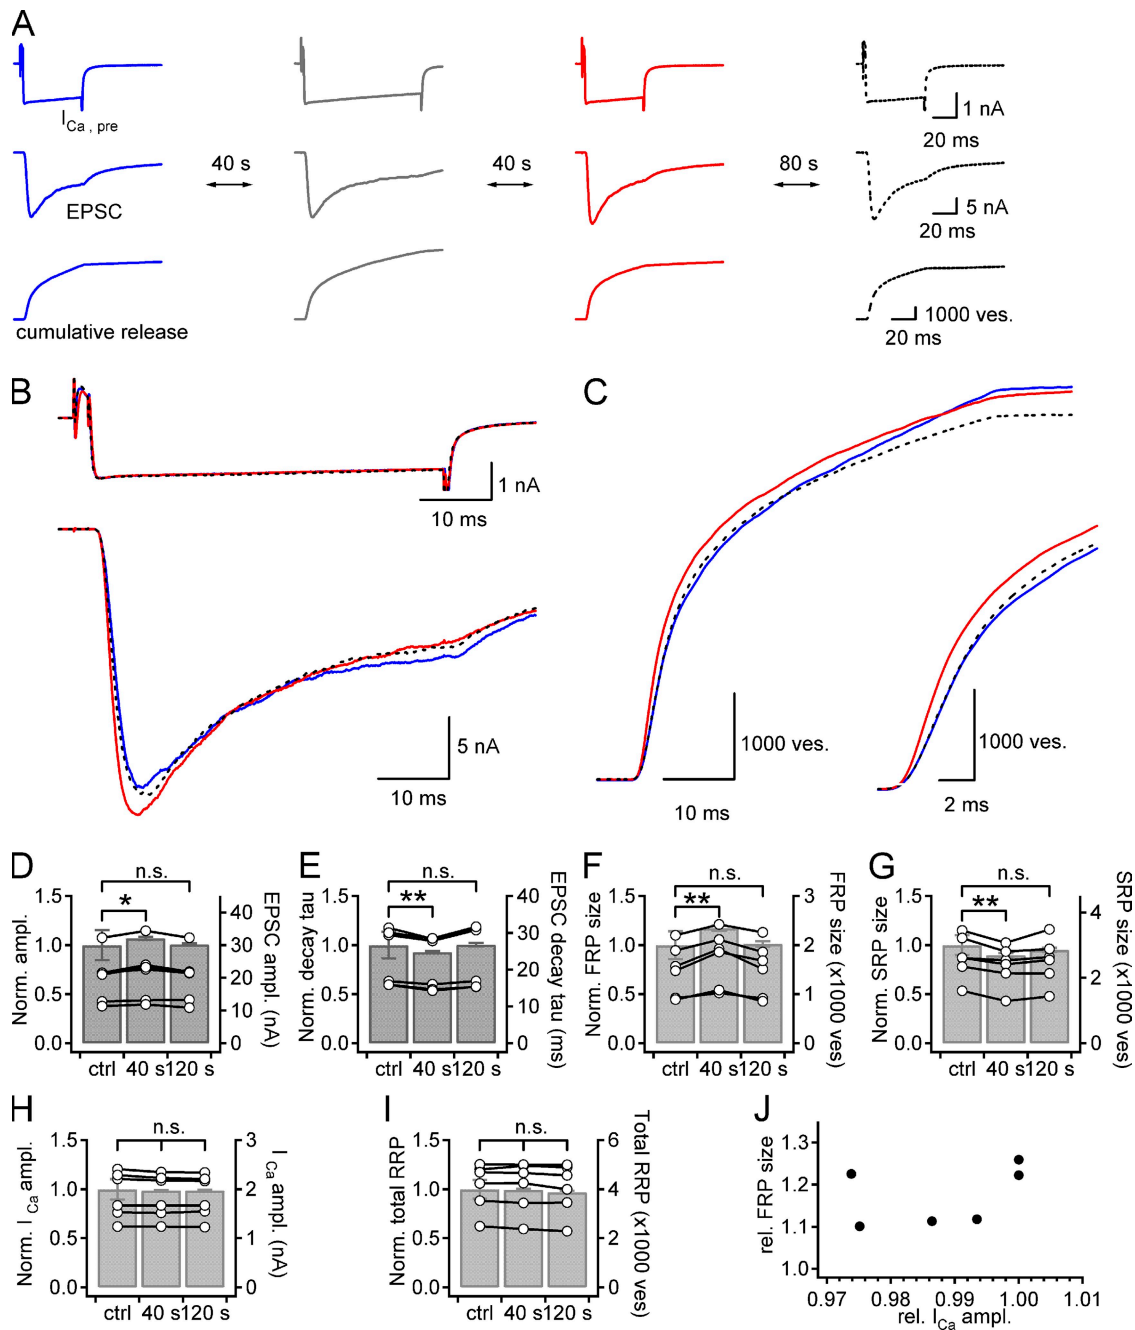 A
I Ca , pre
1 nA
20 ms
40 s
40 s
80 s
EPSC
5 nA
20 ms
cumulative release
1000 ves.
20 ms
B
1 nA
10 ms
5 nA
10 ms
C
1000 ves.
10 ms
1000 ves.
2 ms
D
n.s.
*
Norm. ampl.
1.5
1.0
0.5
0.0
40
30
20
10
0
EPSC ampl. (nA)
ctrl 40 s120 s
E
n.s.
**
Norm. decay tau
1.5
1.0
0.5
0.0
40
30
20
10
0
EPSC decay tau (ms)
ctrl 40 s120 s
F
n.s.
**
Norm. FRP size
1.5
1.0
0.5
0.0
3
2
1
0
FRP size (x1000 ves)
ctrl 40 s120 s
G
n.s.
**
Norm. SRP size
1.5
1.0
0.5
0.0
4
2
0
SRP size (x1000 ves)
ctrl 40 s120 s
H
n.s.
Norm. I Ca ampl.
1.5
1.0
0.5
0.0
3
2
1
0
I Ca ampl. (nA)
ctrl 40 s120 s
I
n.s.
Norm. total RRP
1.5
1.0
0.5
0.0
6
4
2
0
Total RRP (x1000 ves)
ctrl 40 s120 s
J
rel. FRP size
1.3
1.2
1.1
1.0
0.97 0.98 0.99 1.00 1.01
rel. I Ca ampl.